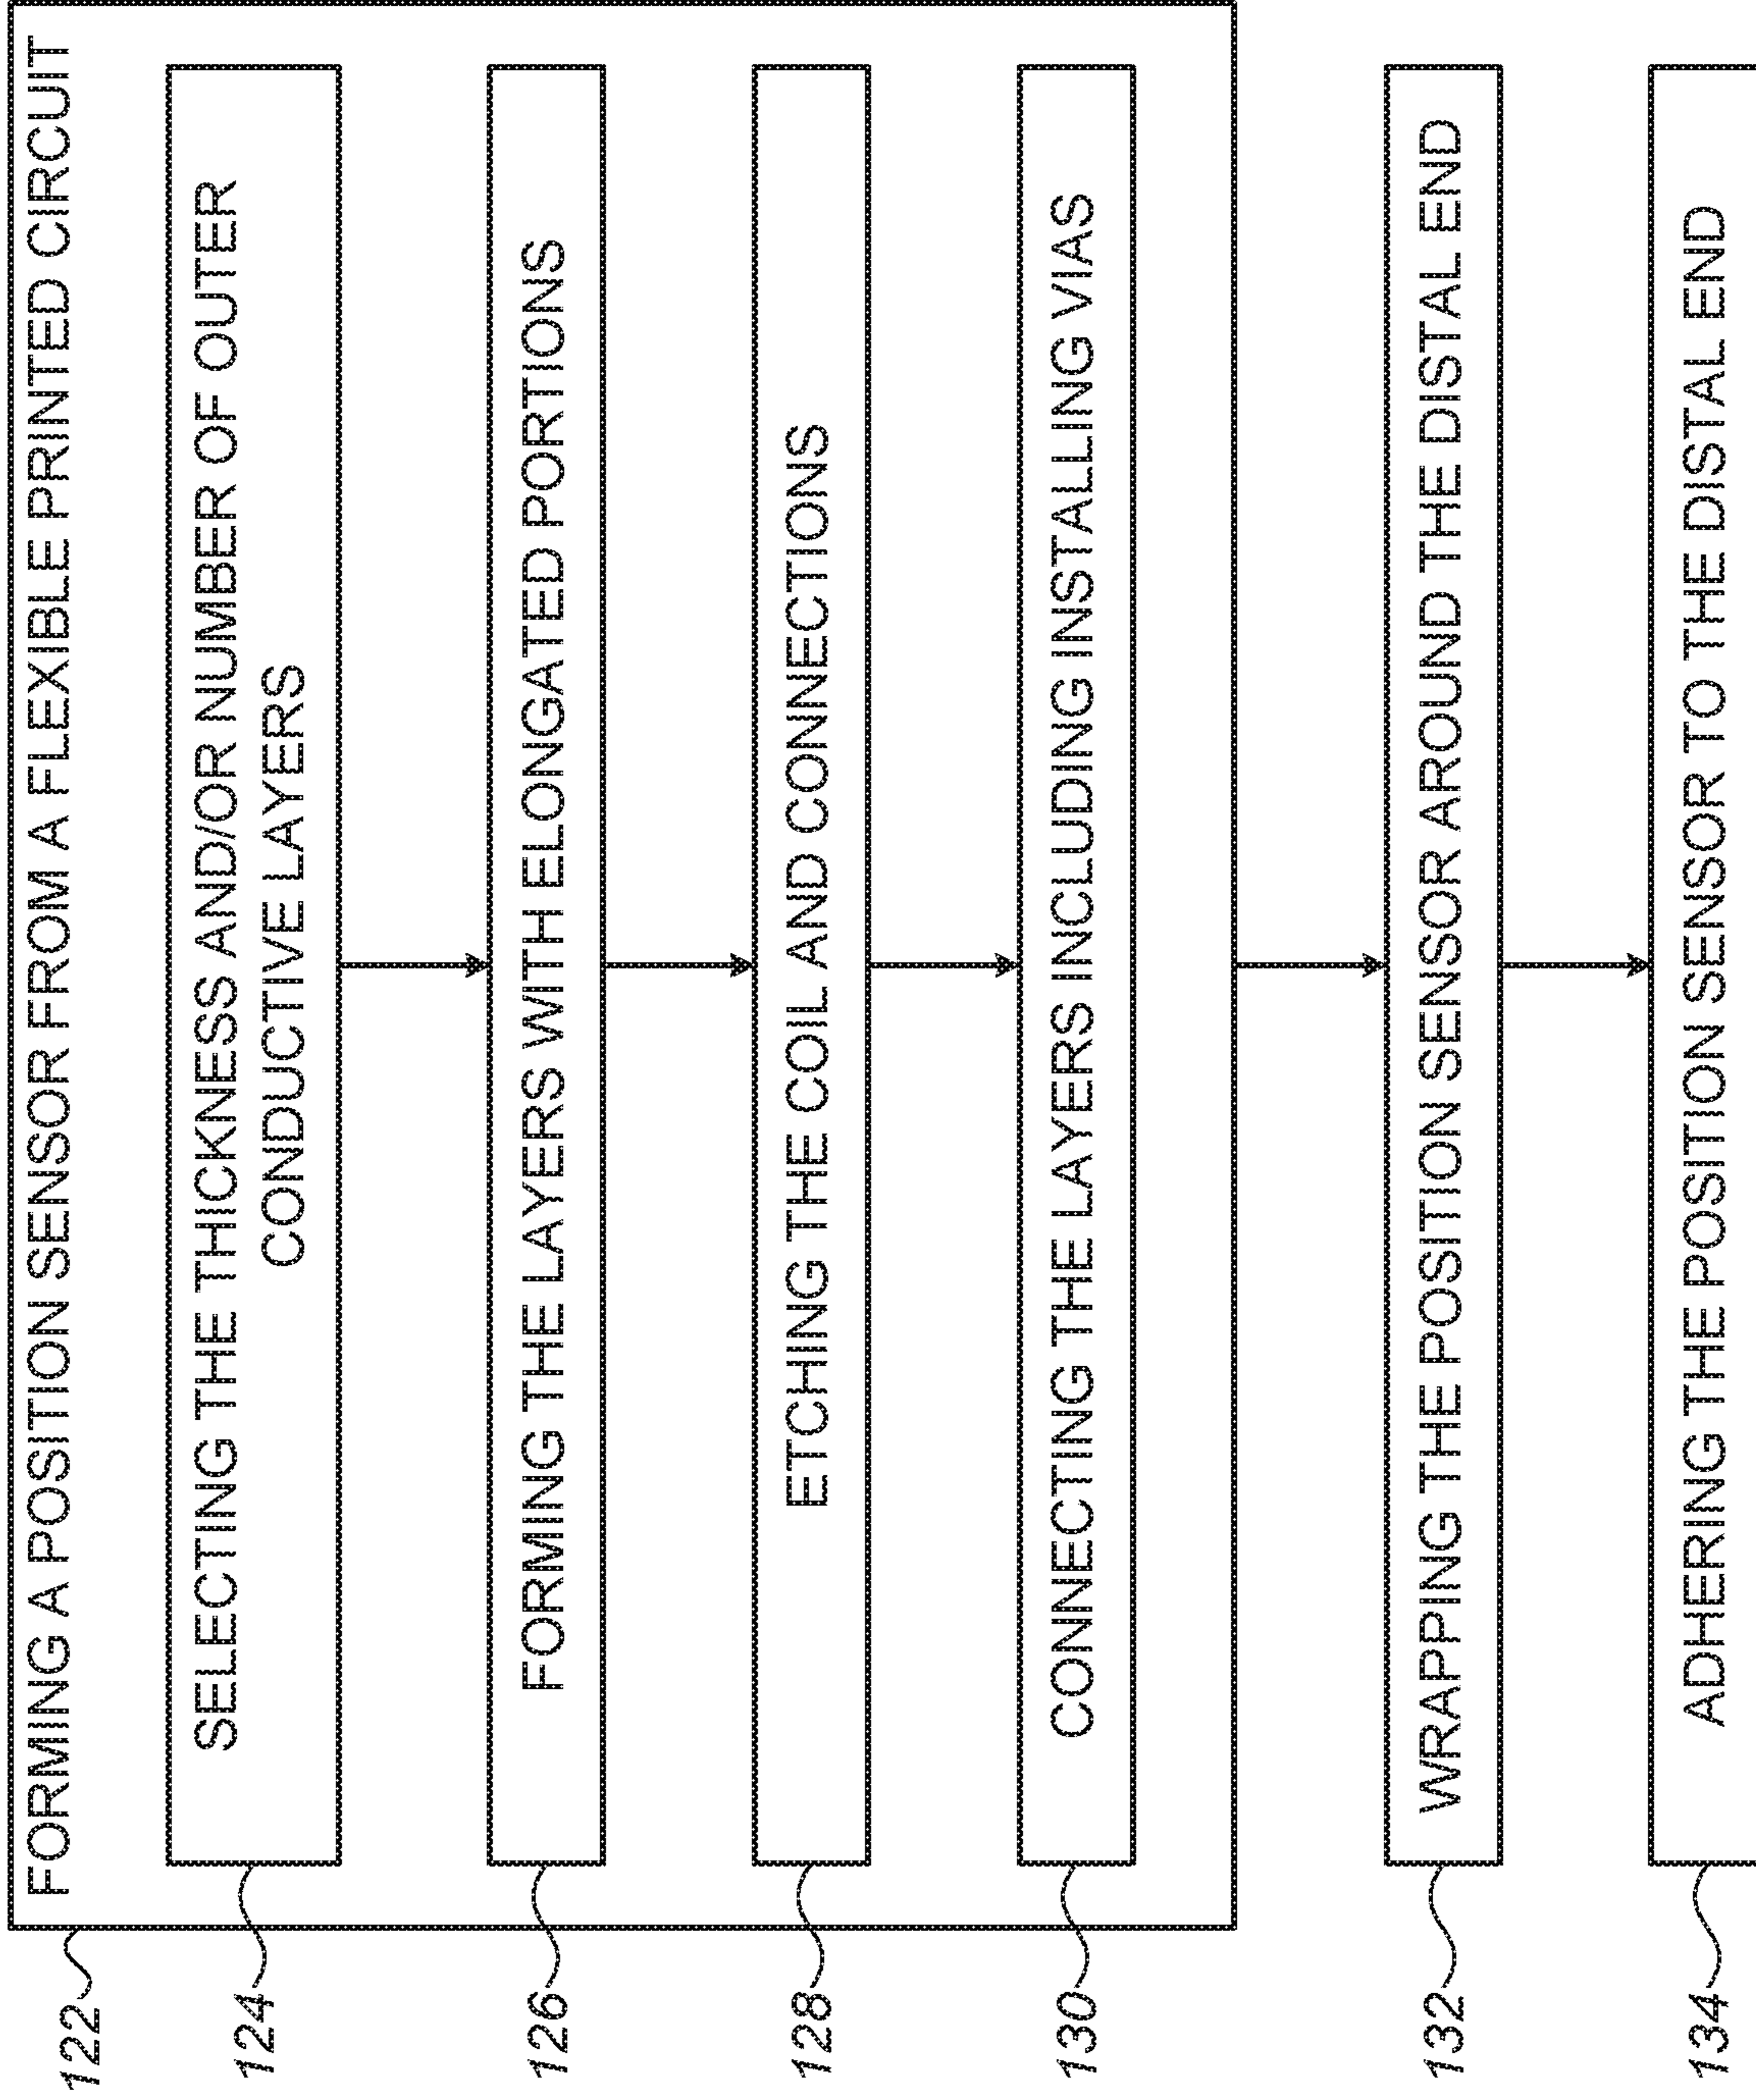 FORMING A POSITION SENSOR FROM A FLEXIBLE PRINTED CIRCUIT
122
SELECTING THE THICKNESS AND/OR NUMBER OF OUTER
CONDUCTIVE LAYERS
124
FORMING THE LAYERS WITH ELONGATED PORTIONS
126
ETCHING THE COIL AND CONNECTIONS
128
CONNECTING THE LAYERS INCLUDING INSTALLING VIAS
130
WRAPPING THE POSITION SENSOR AROUND THE DISTAL END
132
ADHERING THE POSITION SENSOR TO THE DISTAL END
134